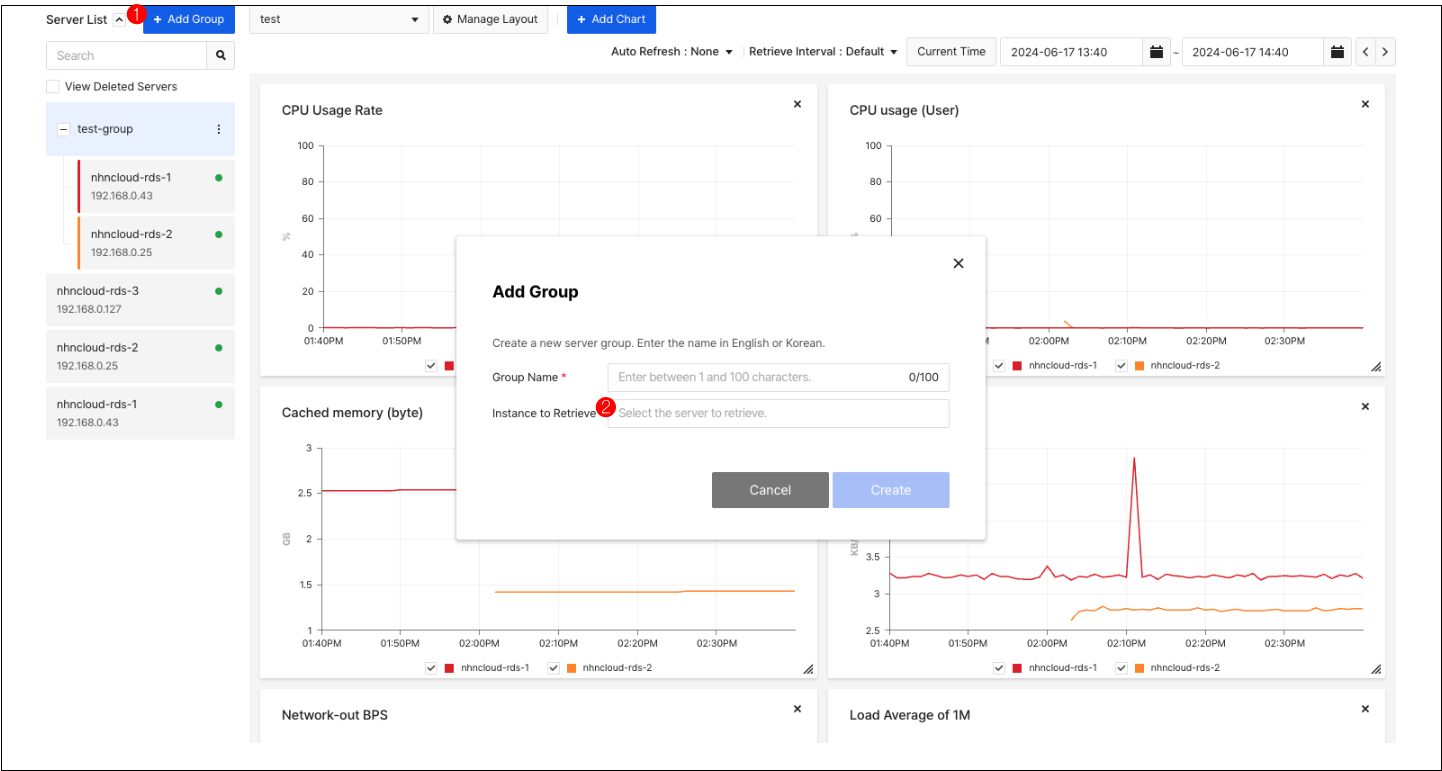 Server List
1
+ Add Group
test
Manage Layout
+ Add Chart
Search
Auto Refresh : None
Retrieve Interval : Default
Current Time
2024-06-17 13:40
~
2024-06-17 14:40
View Deleted Servers
test-group
nhncloud-rds-1
192.168.0.43
nhncloud-rds-2
192.168.0.25
nhncloud-rds-3
192.168.0.127
nhncloud-rds-2
192.168.0.25
nhncloud-rds-1
192.168.0.43
CPU Usage Rate
100
80
60
40
20
0
%
01:40PM 01:50PM
CPU usage (User)
100
80
60
02:00PM 02:10PM 02:20PM 02:30PM
nhncloud-rds-1 nhncloud-rds-2
Add Group
Create a new server group. Enter the name in English or Korean.
Group Name *
Enter between 1 and 100 characters.
0/100
Instance to Retrieve
2
Select the server to retrieve.
Cancel
Create
Cached memory (byte)
3
2.5
2
1.5
1
GB
01:40PM 01:50PM 02:00PM 02:10PM 02:20PM 02:30PM
nhncloud-rds-1 nhncloud-rds-2
3.5
3
2.5
KB/
01:40PM 01:50PM 02:00PM 02:10PM 02:20PM 02:30PM
nhncloud-rds-1 nhncloud-rds-2
Network-out BPS
Load Average of 1M